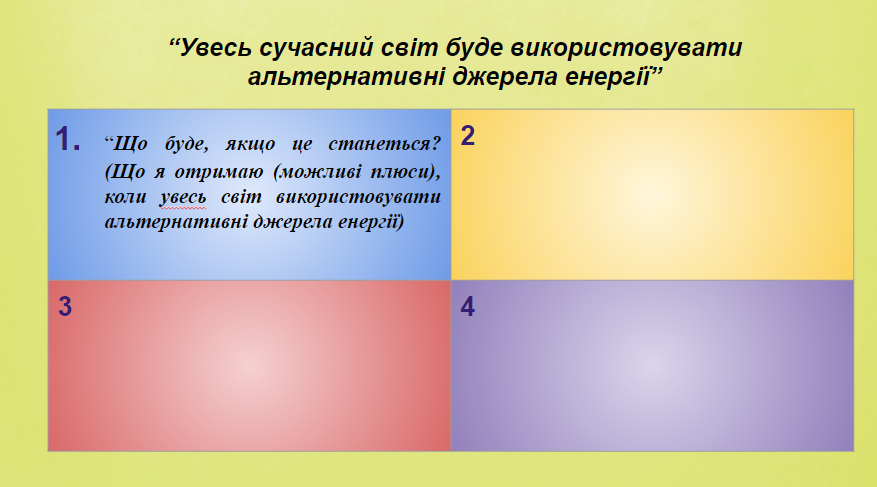 “Увесь сучасний світ буде використовувати
альтернативні джерела енергії”
1.
“Що буде, якщо це станеться?
(Що я отримаю (можливі плюси),
коли увесь світ використовувати
альтернативні джерела енергії)
2
3
4